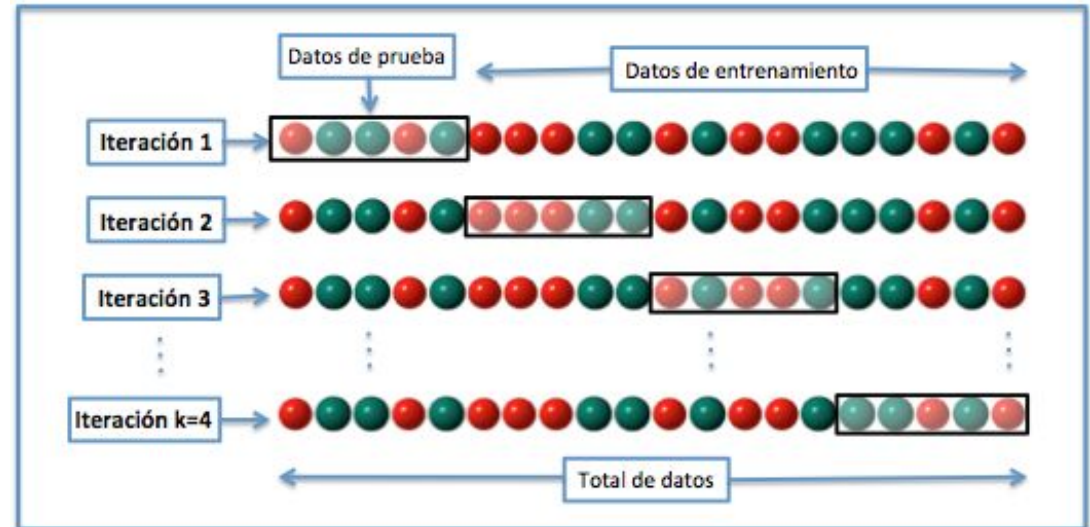 Datos de prueba
Datos de entrenamiento
Iteración 1
Iteración 2
Iteración 3
Iteración k=4
Total de datos